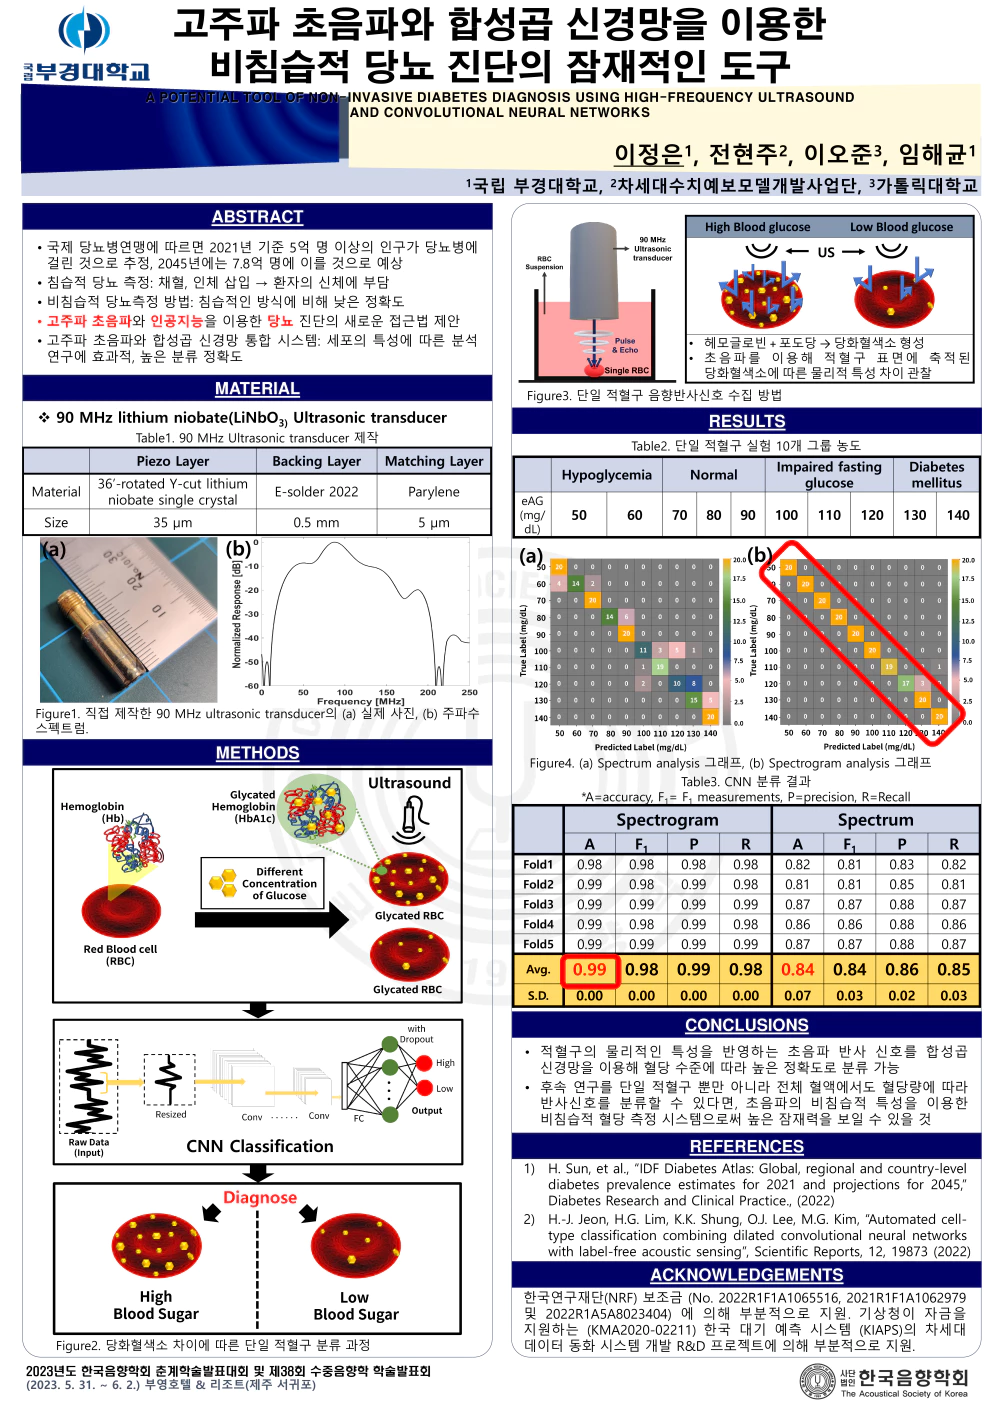 고주파 초음파와 합성곱 신경망을 이용한
비침습적 당뇨 진단의 잠재적인 도구
국립 부경대학교
A POTENTIAL TOOL OF NON-INVASIVE DIABETES DIAGNOSIS USING HIGH-FREQUENCY ULTRASOUND
AND CONVOLUTIONAL NEURAL NETWORKS
이정은1, 전현주2, 이오준3, 임해균1
1국립 부경대학교, 2차세대수치예보모델개발사업단, 3가톨릭대학교
ABSTRACT
• 국제 당뇨병연맹에 따르면 2021년 기준 5억 명 이상의 인구가 당뇨병에
걸린 것으로 추정, 2045년에는 7.8억 명에 이를 것으로 예상
• 침습적 당뇨 측정: 채혈, 인체 삽입 → 환자의 신체에 부담
• 비침습적 당뇨측정 방법: 침습적인 방식에 비해 낮은 정확도
• 고주파 초음파와 인공지능을 이용한 당뇨 진단의 새로운 접근법 제안
• 고주파 초음파와 합성곱 신경망 통합 시스템: 세포의 특성에 따른 분석
연구에 효과적, 높은 분류 정확도
MATERIAL
❖ 90 MHz lithium niobate(LiNbO3) Ultrasonic transducer
Table1. 90 MHz Ultrasonic transducer 제작
Piezo Layer Backing Layer Matching Layer
Material 36′-rotated Y-cut lithium niobate single crystal E-solder 2022 Parylene
Size 35 μm 0.5 mm 5 μm
(a) (b)
Normalized Response [dB]
0
-10
-20
-30
-40
-50
-60
0 50 100 150 200 250
Frequency [MHz]
Figure1. 직접 제작한 90 MHz ultrasonic transducer의 (a) 실제 사진, (b) 주파수
스펙트럼.
METHODS
Hemoglobin
(Hb)
Glycated
Hemoglobin
(HbA1c)
Ultrasound
Different
Concentration
of Glucose
Red Blood cell
(RBC)
Glycated RBC
Glycated RBC
Raw Data
(Input)
Resized
Conv ...... Conv
FC
with
Dropout
High
Low
Output
CNN Classification
Diagnose
High
Blood Sugar
Low
Blood Sugar
Figure2. 당화혈색소 차이에 따른 단일 적혈구 분류 과정
RBC
Suspension
90 MHz
Ultrasonic
transducer
Pulse
& Echo
Single RBC
High Blood glucose Low Blood glucose
US
• 헤모글로빈 + 포도당 → 당화혈색소 형성
• 초음파를 이용해 적혈구 표면에 축적된
당화혈색소에 따른 물리적 특성 차이 관찰
Figure3. 단일 적혈구 음향반사신호 수집 방법
RESULTS
Table2. 단일 적혈구 실험 10개 그룹 농도
Hypoglycemia Normal Impaired fasting glucose Diabetes mellitus
eAG (mg/dL) 50 60 70 80 90 100 110 120 130 140
(a) (b)
True Label (mg/dL)
50 60 70 80 90 100 110 120 130 140
Predicted Label (mg/dL)
20.0
17.5
15.0
12.5
10.0
7.5
5.0
2.5
0.0
True Label (mg/dL)
Predicted Label (mg/dL)
Figure4. (a) Spectrum analysis 그래프, (b) Spectrogram analysis 그래프
Table3. CNN 분류 결과
*A=accuracy, F1= F1 measurements, P=precision, R=Recall
Spectrogram Spectrum
A F1 P R A F1 P R
Fold1 0.98 0.98 0.98 0.98 0.82 0.81 0.83 0.82
Fold2 0.99 0.98 0.99 0.98 0.81 0.81 0.85 0.81
Fold3 0.99 0.99 0.99 0.99 0.87 0.87 0.88 0.87
Fold4 0.99 0.98 0.99 0.98 0.86 0.86 0.88 0.86
Fold5 0.99 0.99 0.99 0.99 0.87 0.87 0.88 0.87
Avg. 0.99 0.98 0.99 0.98 0.84 0.84 0.86 0.85
S.D. 0.00 0.00 0.00 0.00 0.07 0.03 0.02 0.03
CONCLUSIONS
• 적혈구의 물리적인 특성을 반영하는 초음파 반사 신호를 합성곱
신경망을 이용해 혈당 수준에 따라 높은 정확도로 분류 가능
• 후속 연구를 단일 적혈구 뿐만 아니라 전체 혈액에서도 혈당량에 따라
반사신호를 분류할 수 있다면, 초음파의 비침습적 특성을 이용한
비침습적 혈당 측정 시스템으로써 높은 잠재력을 보일 수 있을 것
REFERENCES
1) H. Sun, et al., “IDF Diabetes Atlas: Global, regional and country-level
diabetes prevalence estimates for 2021 and projections for 2045,”
Diabetes Research and Clinical Practice., (2022)
2) H.-J. Jeon, H.G. Lim, K.K. Shung, O.J. Lee, M.G. Kim, “Automated cell-
type classification combining dilated convolutional neural networks
with label-free acoustic sensing”, Scientific Reports, 12, 19873 (2022)
ACKNOWLEDGEMENTS
한국연구재단(NRF) 보조금 (No. 2022R1F1A1065516, 2021R1F1A1062979
및 2022R1A5A8023404) 에 의해 부분적으로 지원. 기상청이 자금을
지원하는 (KMA2020-02211) 한국 대기 예측 시스템 (KIAPS)의 차세대
데이터 동화 시스템 개발 R&D 프로젝트에 의해 부분적으로 지원.
2023년도 한국음향학회 춘계학술발표대회 및 제38회 수중음향학 학술발표회
(2023. 5. 31. ~ 6. 2.) 부영호텔 & 리조트(제주 서귀포)
사단법인 한국음향학회
The Acoustical Society of Korea